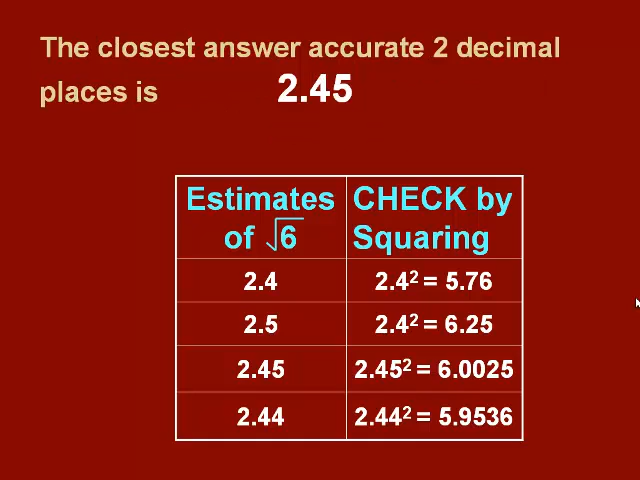 The closest answer accurate 2 decimal
places is 2.45
Estimates of √6 CHECK by Squaring
2.4 2.4² = 5.76
2.5 2.4² = 6.25
2.45 2.45² = 6.0025
2.44 2.44² = 5.9536